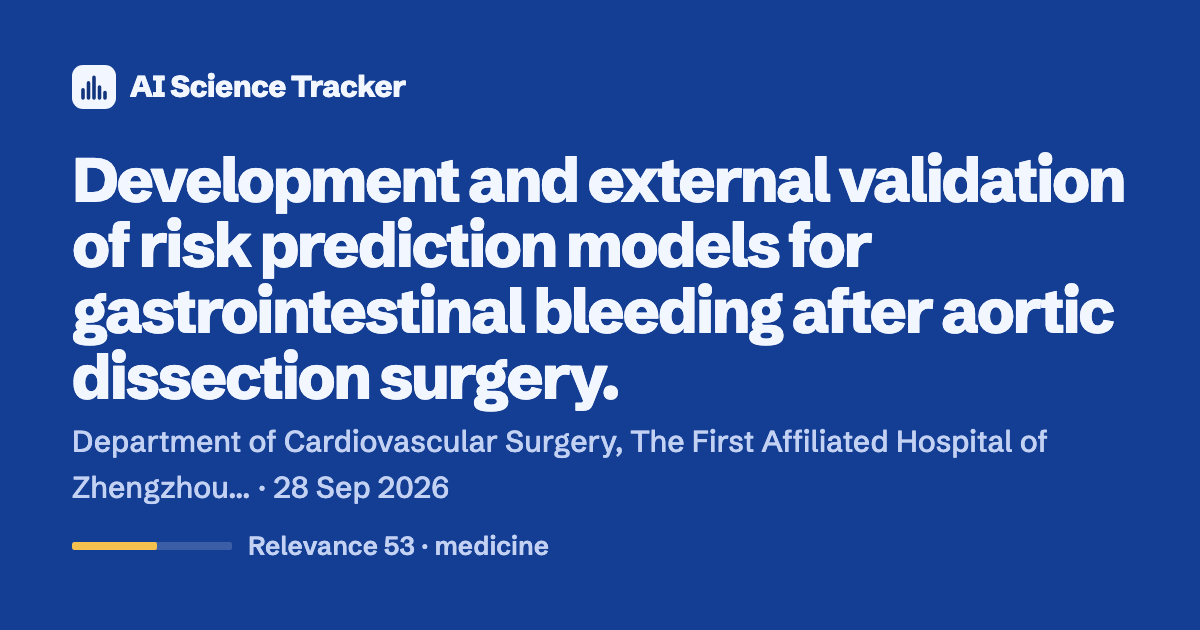 AI Science Tracker
Development and external validation
of risk prediction models for
gastrointestinal bleeding after aortic
dissection surgery.
Department of Cardiovascular Surgery, The First Affiliated Hospital of
Zhengzhou... · 28 Sep 2026
Relevance 53 · medicine